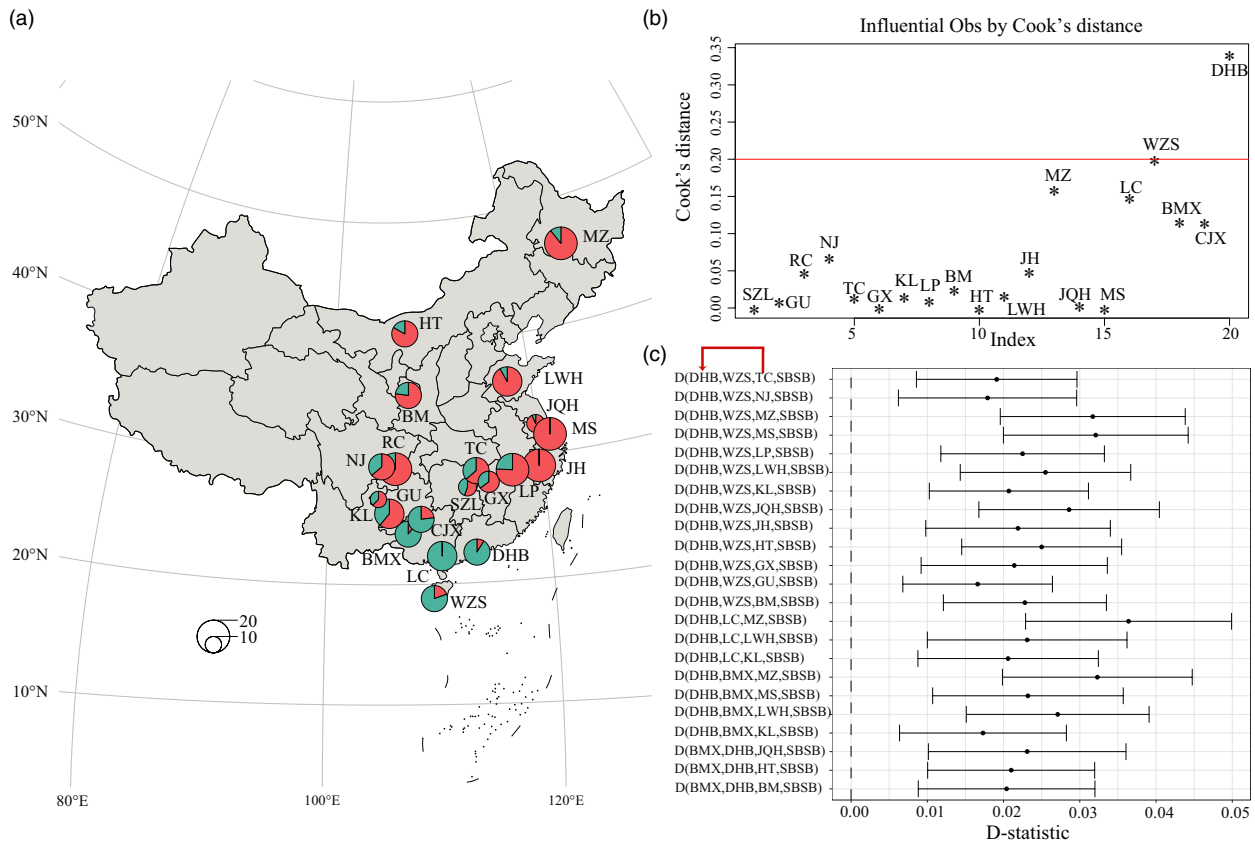 (a)
50°N
40°N
30°N
20°N
10°N
80°E
100°E
120°E
MZ
HT
LWH
BM
JQH
MS
RC
TC
NJ
JH
GU
SZL
GX
LP
KL
CJX
BMX
DHB
LC
WZS
20
10
(b)
Influential Obs by Cook's distance
Cook's distance
0.35
0.30
0.25
0.20
0.15
0.10
0.05
0.00
DHB
WZS
MZ
LC
BMX
CJX
NJ
RC
JH
SZL
GU
TC
GX
KL
LP
BM
HT
LWH
JQH
MS
5
10
15
20
Index
(c)
D(DHB,WZS,TC,SBSB)
D(DHB,WZS,NJ,SBSB)
D(DHB,WZS,MZ,SBSB)
D(DHB,WZS,MS,SBSB)
D(DHB,WZS,LP,SBSB)
D(DHB,WZS,LWH,SBSB)
D(DHB,WZS,KL,SBSB)
D(DHB,WZS,JQH,SBSB)
D(DHB,WZS,JH,SBSB)
D(DHB,WZS,HT,SBSB)
D(DHB,WZS,GX,SBSB)
D(DHB,WZS,GU,SBSB)
D(DHB,WZS,BM,SBSB)
D(DHB,LC,MZ,SBSB)
D(DHB,LC,LWH,SBSB)
D(DHB,LC,KL,SBSB)
D(DHB,BMX,MZ,SBSB)
D(DHB,BMX,MS,SBSB)
D(DHB,BMX,LWH,SBSB)
D(DHB,BMX,KL,SBSB)
D(BMX,DHB,JQH,SBSB)
D(BMX,DHB,HT,SBSB)
D(BMX,DHB,BM,SBSB)
0.00
0.01
0.02
0.03
0.04
0.05
D-statistic